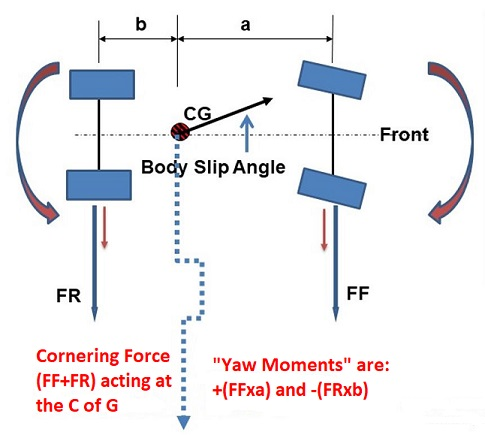 b
a
CG
Front
Body Slip Angle
FR
FF
Cornering Force
(FF+FR) acting at
the C of G
"Yaw Moments" are:
+(FFxa) and -(FRxb)